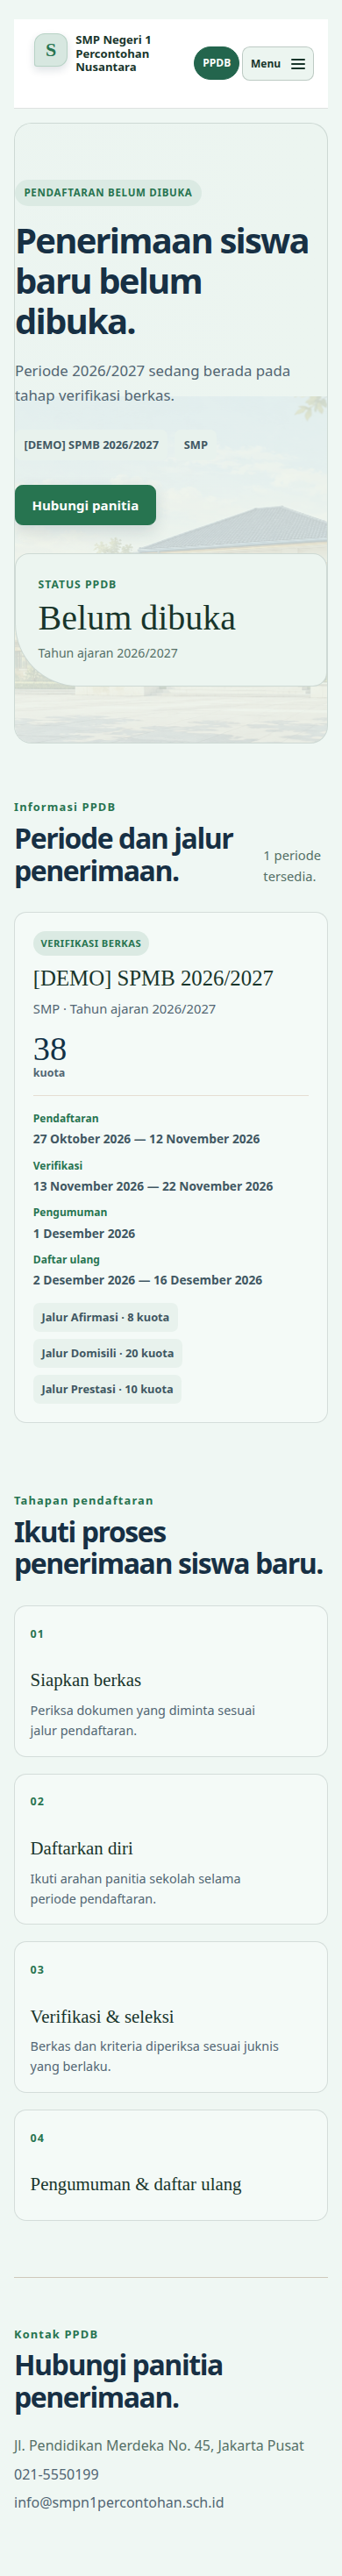 S
SMP Negeri 1
Percontohan
Nusantara
PPDB
Menu
PENDAFTARAN BELUM DIBUKA
Penerimaan siswa
baru belum
dibuka.
Periode 2026/2027 sedang berada pada
tahap verifikasi berkas.
[DEMO] SPMB 2026/2027
SMP
Hubungi panitia
STATUS PPDB
Belum dibuka
Tahun ajaran 2026/2027
Informasi PPDB
Periode dan jalur
penerimaan.
1 periode
tersedia.
VERIFIKASI BERKAS
[DEMO] SPMB 2026/2027
SMP · Tahun ajaran 2026/2027
38
kuota
Pendaftaran
27 Oktober 2026 — 12 November 2026
Verifikasi
13 November 2026 — 22 November 2026
Pengumuman
1 Desember 2026
Daftar ulang
2 Desember 2026 — 16 Desember 2026
Jalur Afirmasi · 8 kuota
Jalur Domisili · 20 kuota
Jalur Prestasi · 10 kuota
Tahapan pendaftaran
Ikuti proses
penerimaan siswa baru.
01
Siapkan berkas
Periksa dokumen yang diminta sesuai
jalur pendaftaran.
02
Daftarkan diri
Ikuti arahan panitia sekolah selama
periode pendaftaran.
03
Verifikasi & seleksi
Berkas dan kriteria diperiksa sesuai juknis
yang berlaku.
04
Pengumuman & daftar ulang
Kontak PPDB
Hubungi panitia
penerimaan.
Jl. Pendidikan Merdeka No. 45, Jakarta Pusat
021-5550199
info@smpn1percontohan.sch.id